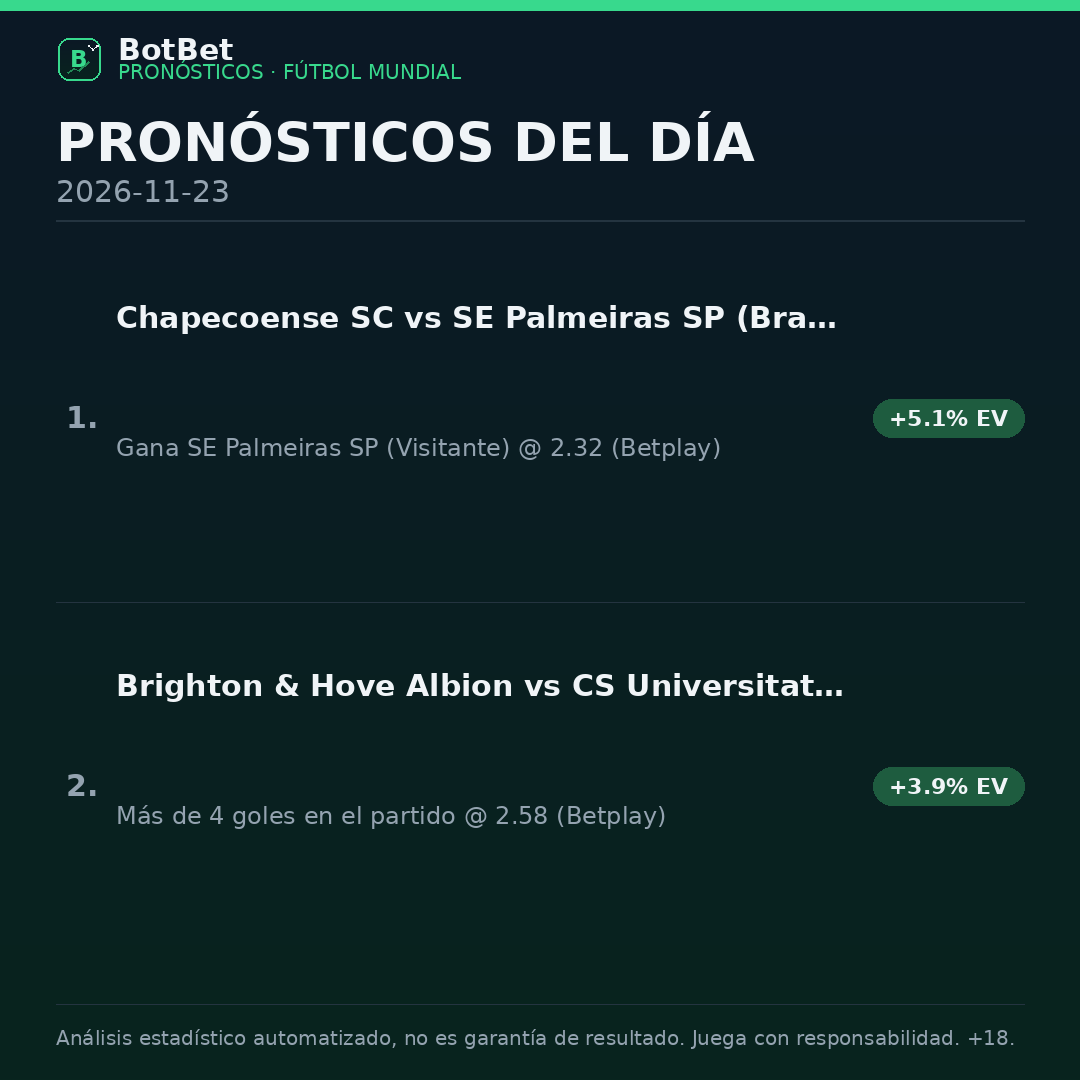 B
BotBet
PRONÓSTICOS · FÚTBOL MUNDIAL
PRONÓSTICOS DEL DÍA
2026-11-23
Chapecoense SC vs SE Palmeiras SP (Bra…
1.
+5.1% EV
Gana SE Palmeiras SP (Visitante) @ 2.32 (Betplay)
Brighton & Hove Albion vs CS Universitat…
2.
+3.9% EV
Más de 4 goles en el partido @ 2.58 (Betplay)
Análisis estadístico automatizado, no es garantía de resultado. Juega con responsabilidad. +18.